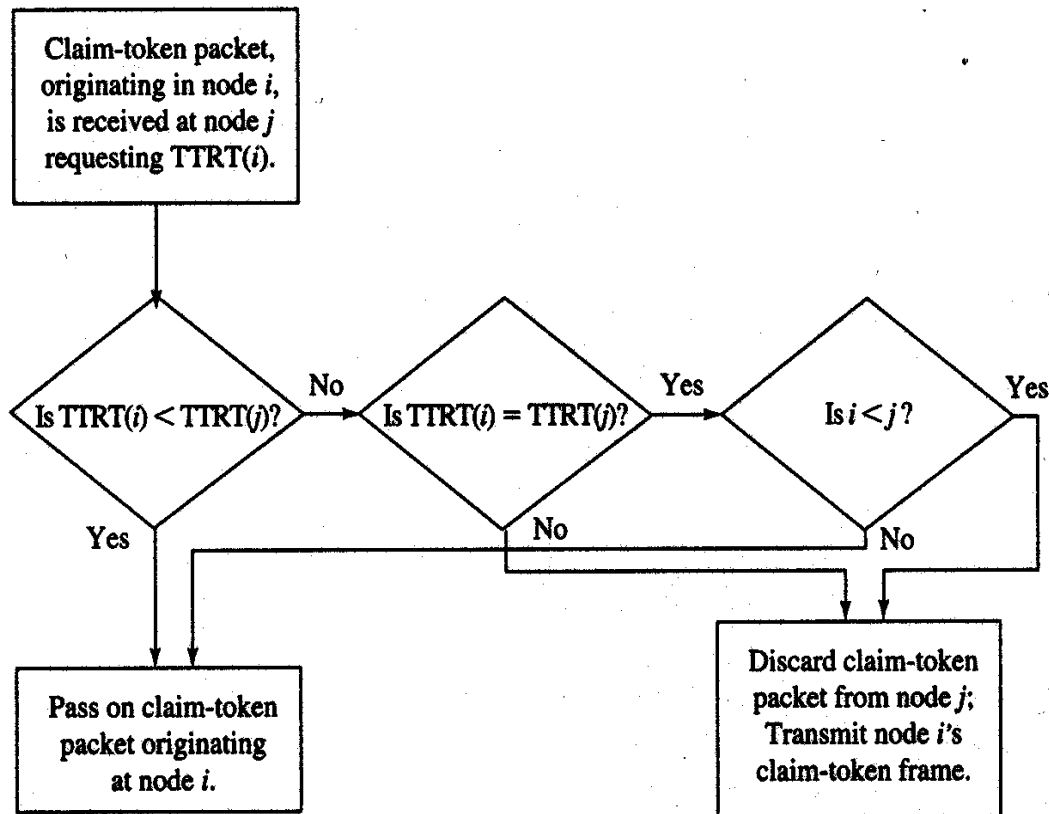 Claim-token packet,
originating in node i,
is received at node j
requesting TTRT(i).
Is TTRT(i) < TTRT(j)?
No
Is TTRT(i) = TTRT(j)?
Yes
Is i < j?
Yes
Yes
No
No
Pass on claim-token
packet originating
at node i.
Discard claim-token
packet from node j;
Transmit node i's
claim-token frame.